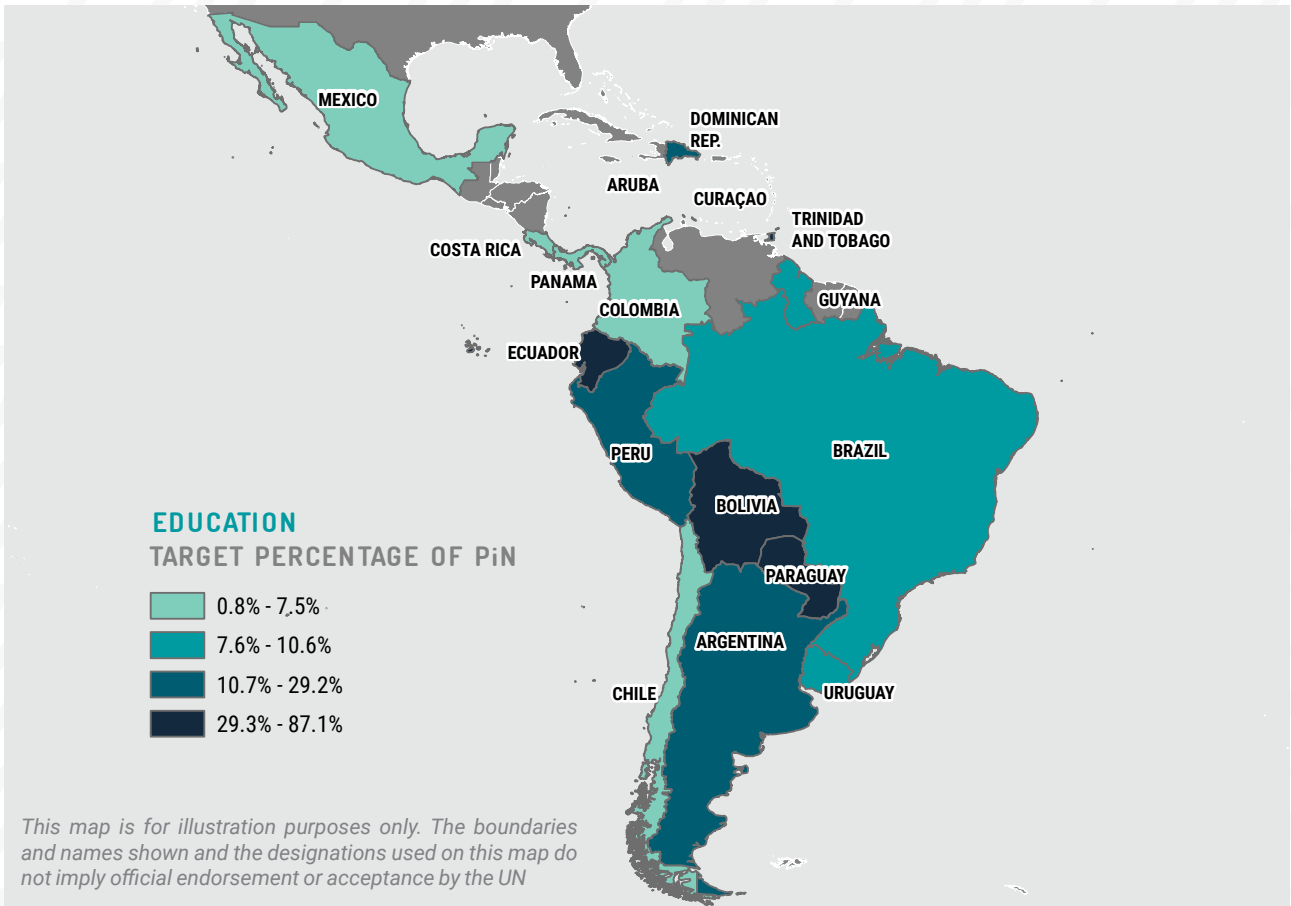 MEXICO
DOMINICAN
REP.
ARUBA
CURAÇAO
TRINIDAD
AND TOBAGO
COSTA RICA
PANAMA
GUYANA
COLOMBIA
ECUADOR
PERU
BRAZIL
BOLIVIA
PARAGUAY
ARGENTINA
CHILE
URUGUAY
EDUCATION
TARGET PERCENTAGE OF PiN
0.8% - 7.5%
7.6% - 10.6%
10.7% - 29.2%
29.3% - 87.1%
This map is for illustration purposes only. The boundaries
and names shown and the designations used on this map do
not imply official endorsement or acceptance by the UN